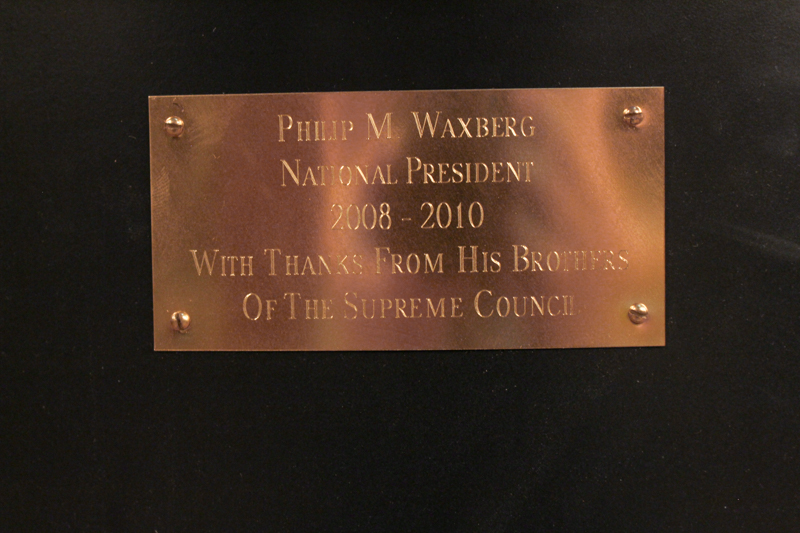 Philip M. Waxberg
National President
2008 - 2010
With Thanks From His Brothers
Of The Supreme Council